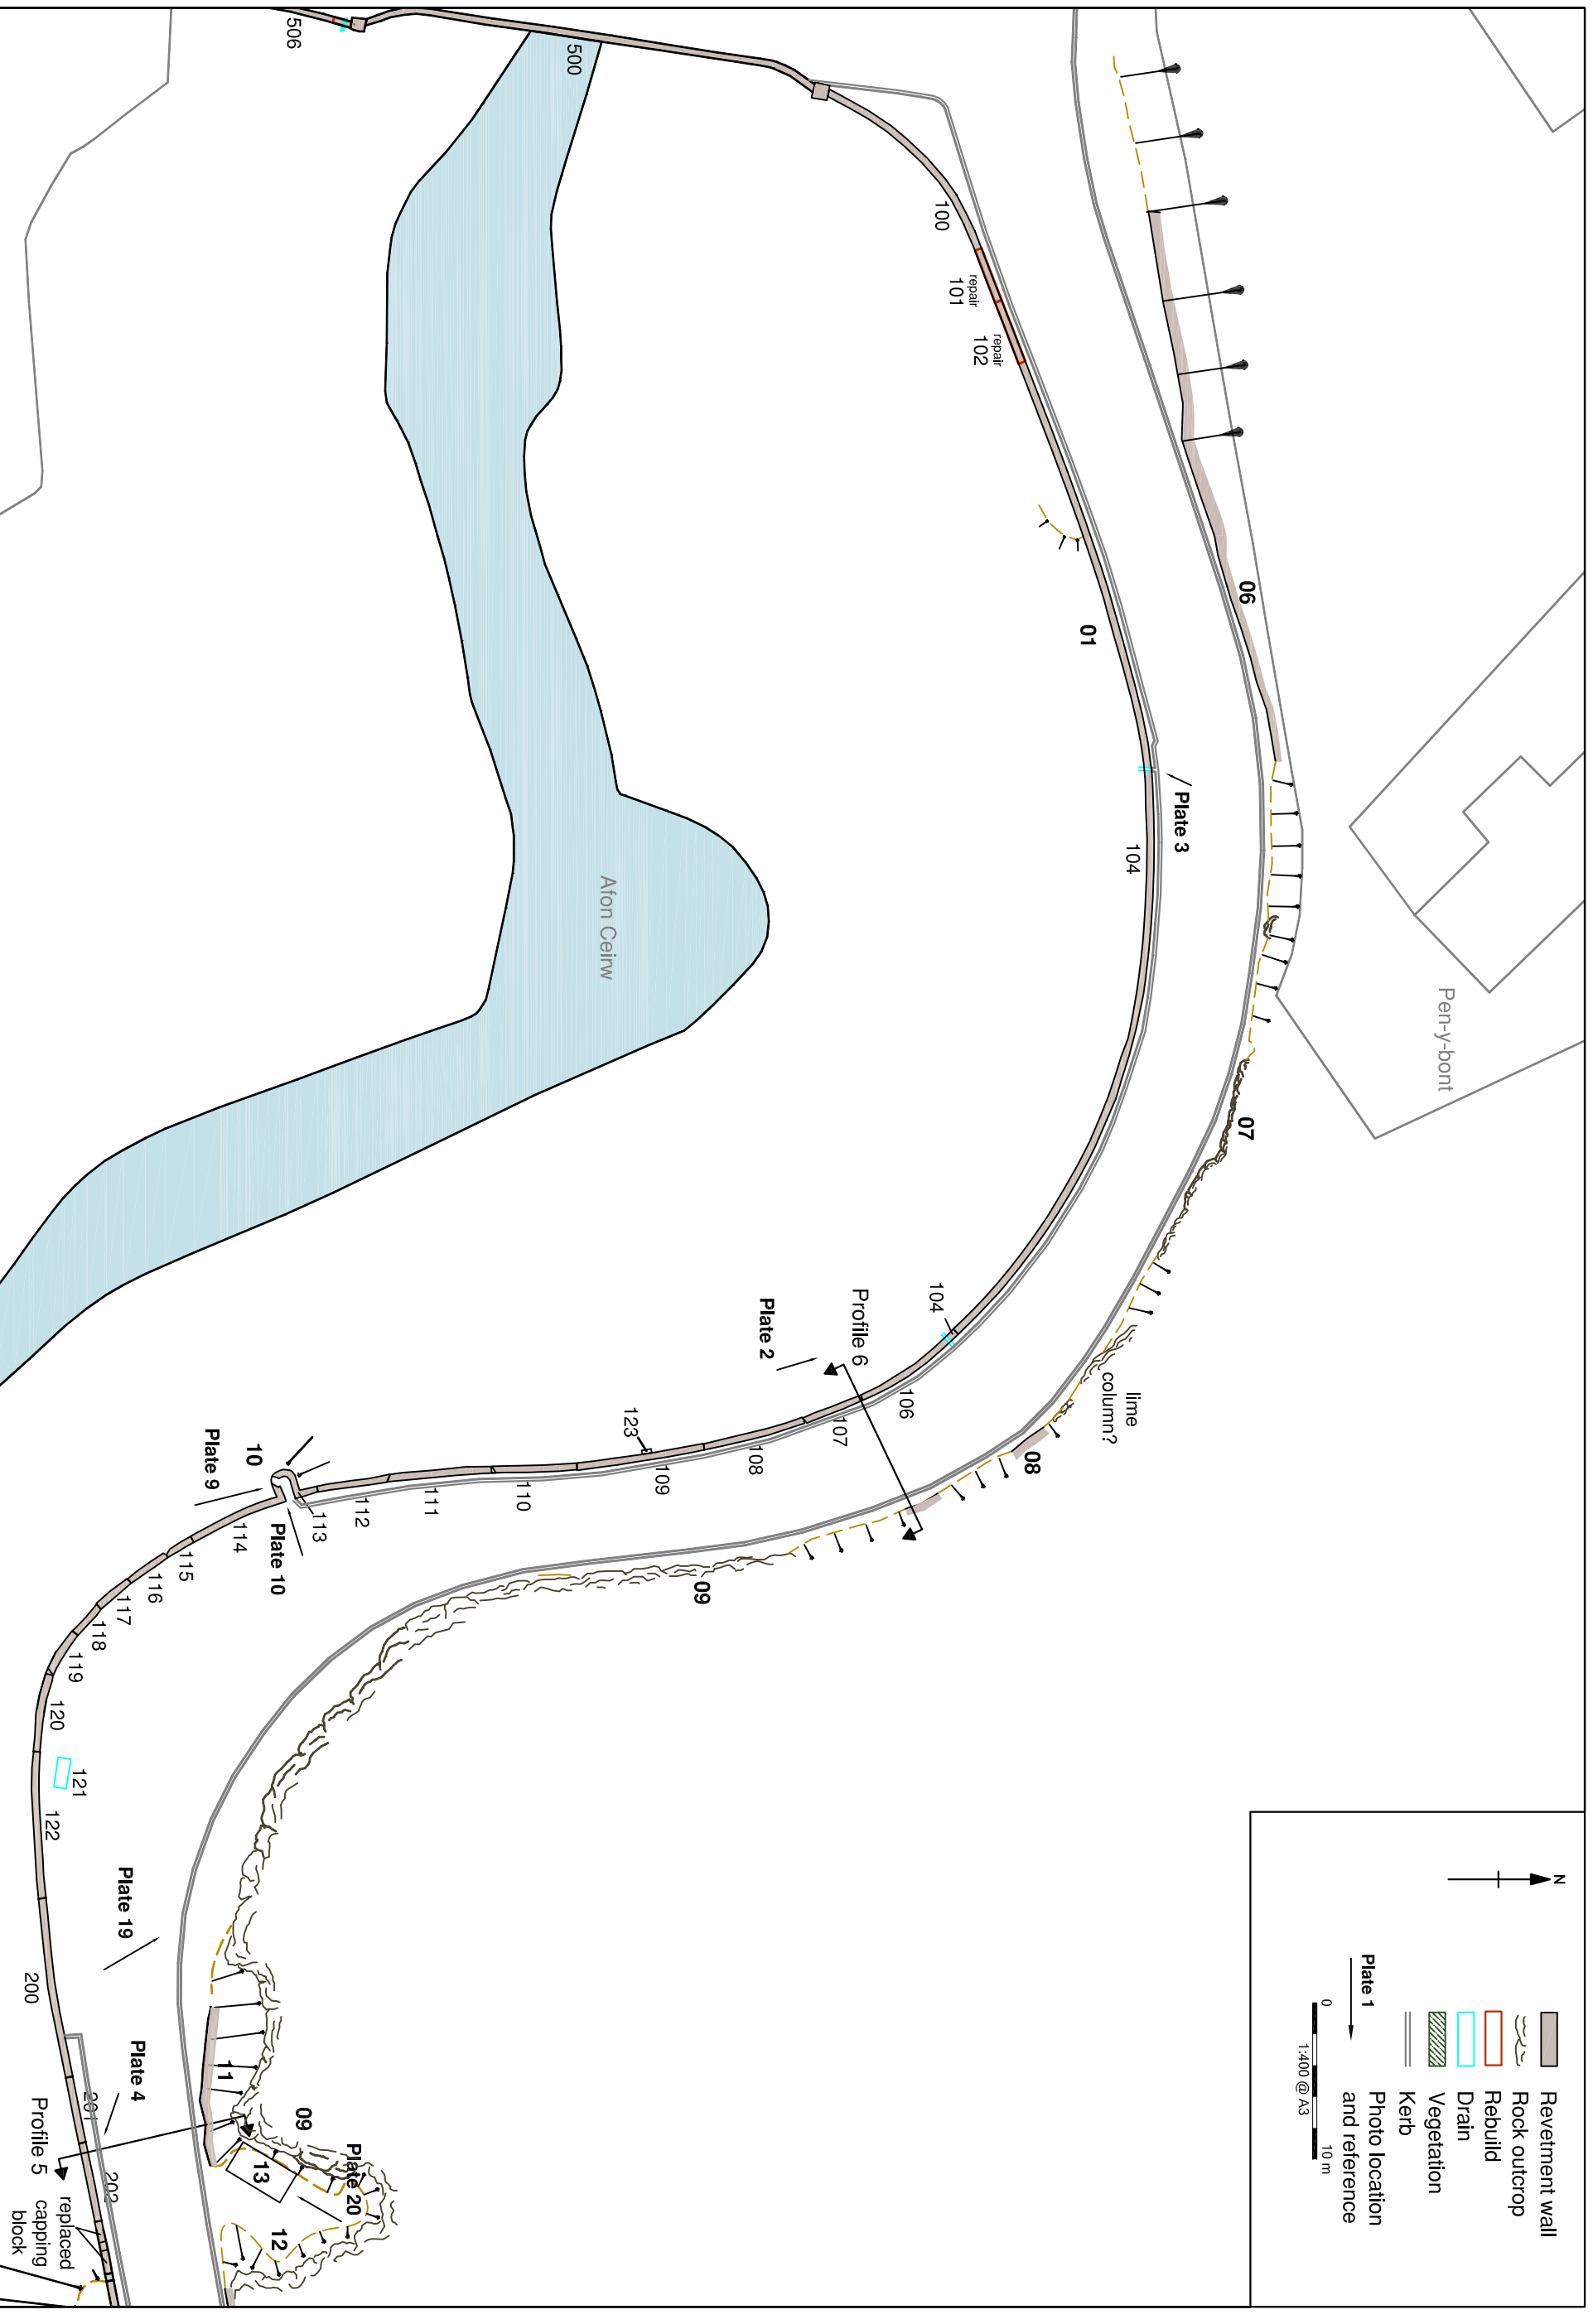 N
Revetment wall
Rock outcrop
Rebuild
Drain
Vegetation
Kerb
Photo location
and reference
Plate 1
0
10 m
1:400 @ A3
506
500
100
repair
101
repair
102
01
06
Plate 3
104
Pen-y-bont
Afon Ceirw
07
104
Profile 6
Plate 2
106
lime
column?
08
107
108
123
109
09
110
111
112
113
10
Plate 9
Plate 10
114
115
116
117
118
119
120
121
122
Plate 19
200
Plate 4
201
11
09
Profile 5
202
13
Plate 20
12
replaced
capping
block